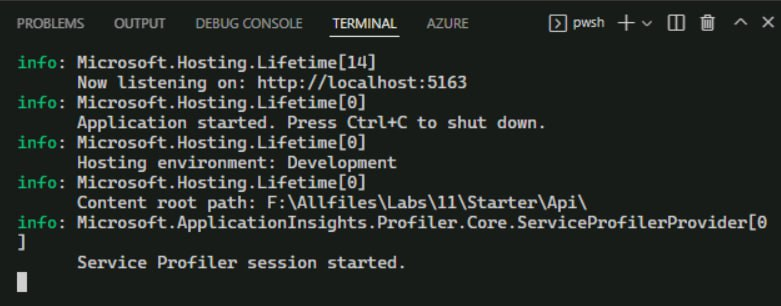 PROBLEMS OUTPUT DEBUG CONSOLE TERMINAL AZURE pwsh
info: Microsoft.Hosting.Lifetime[14]
Now listening on: http://localhost:5163
info: Microsoft.Hosting.Lifetime[0]
Application started. Press Ctrl+C to shut down.
info: Microsoft.Hosting.Lifetime[0]
Hosting environment: Development
info: Microsoft.Hosting.Lifetime[0]
Content root path: F:\Allfiles\Labs\11\Starter\Api\
info: Microsoft.ApplicationInsights.Profiler.Core.ServiceProfilerProvider[0
]
Service Profiler session started.